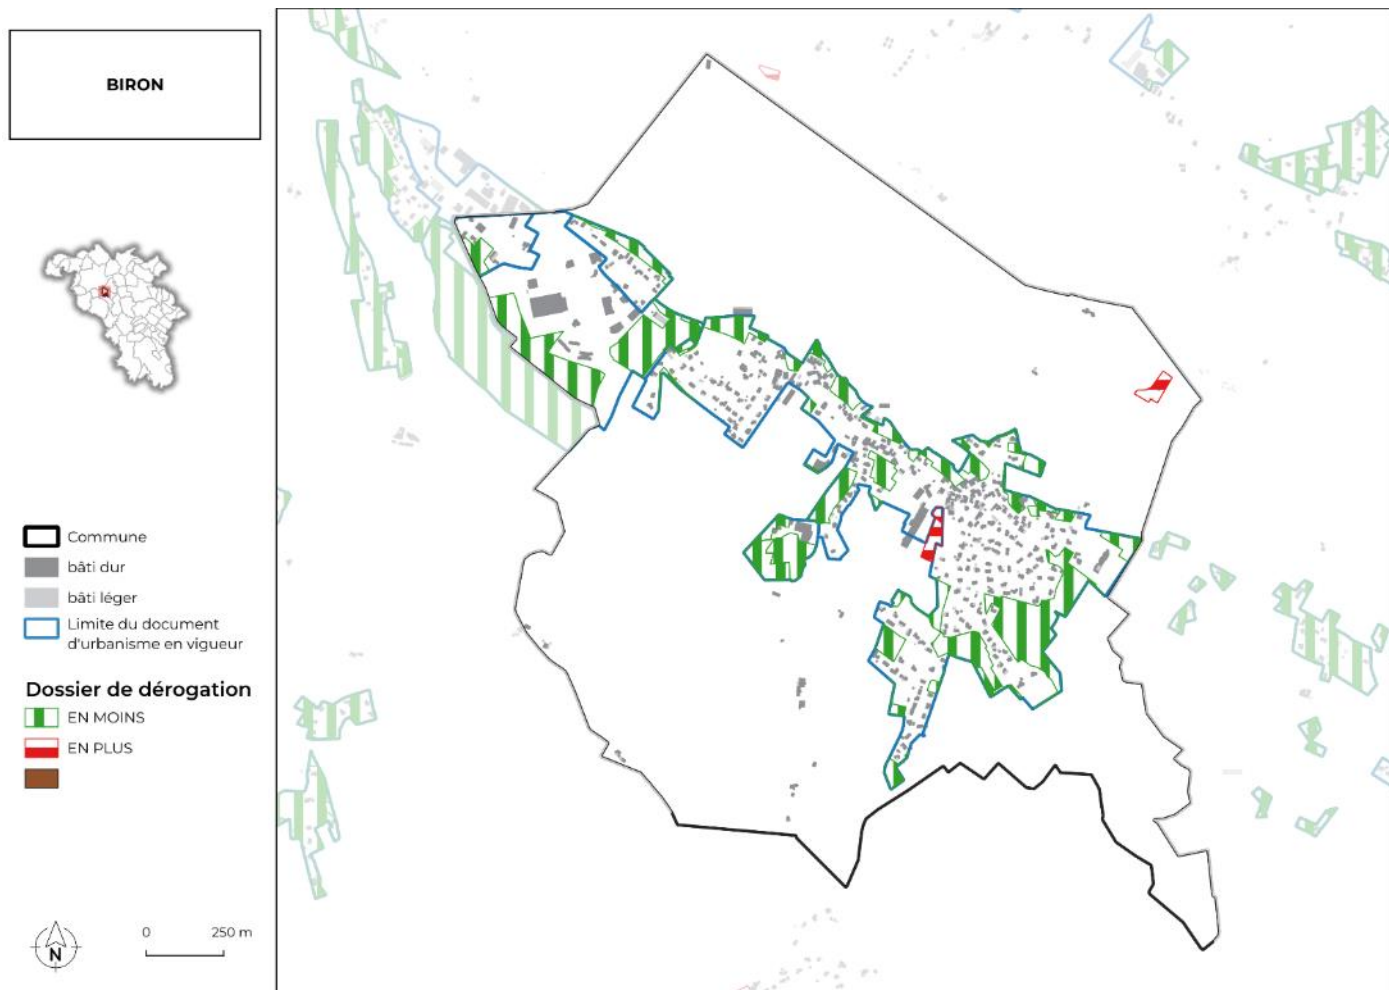 BIRON
Commune
bâti dur
bâti léger
Limite du document
d'urbanisme en vigueur
Dossier de dérogation
EN MOINS
EN PLUS
N
0 250 m